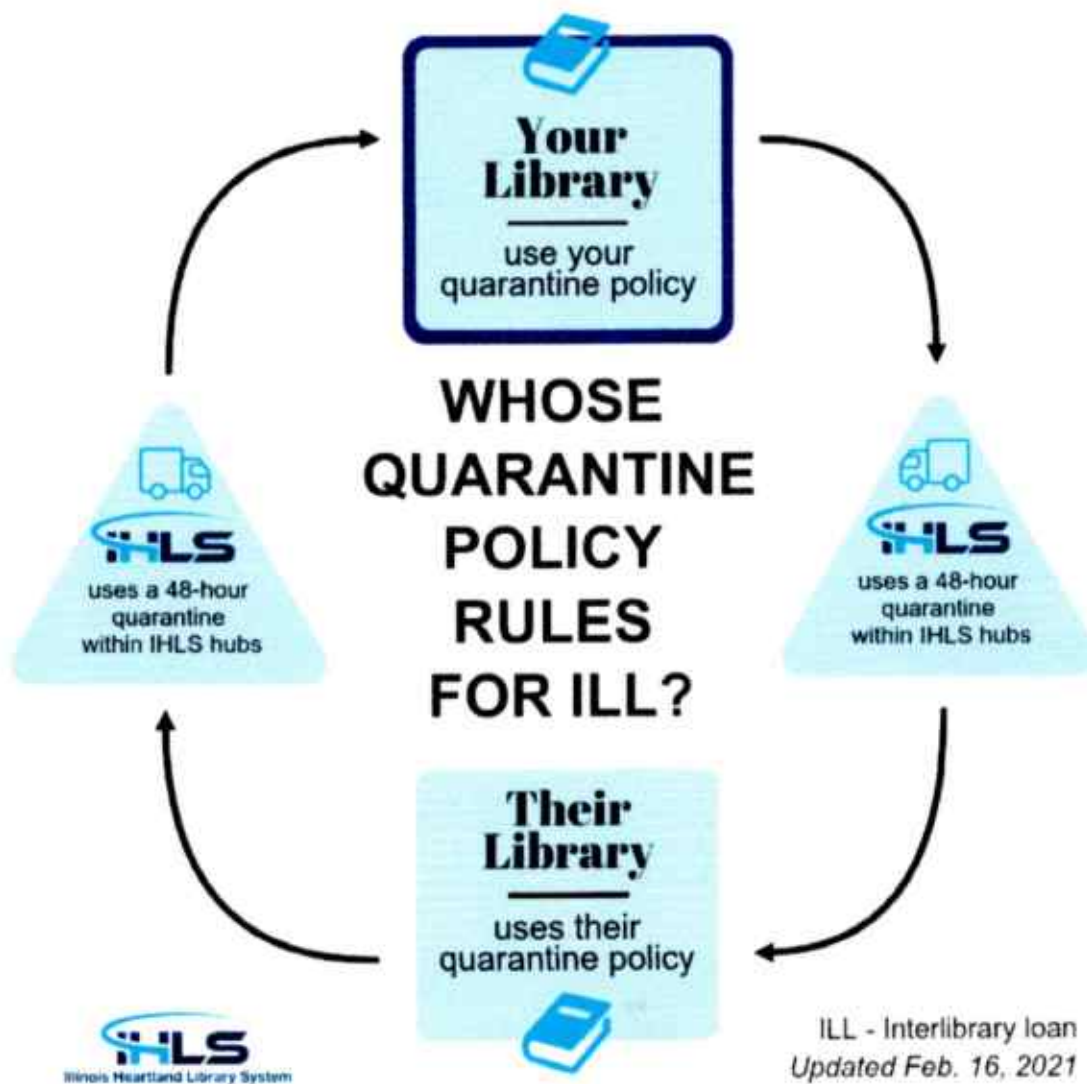 Your
Library
use your
quarantine policy
WHOSE
QUARANTINE
POLICY
RULES
FOR ILL?
IHLS
uses a 48-hour
quarantine
within IHLS hubs
IHLS
uses a 48-hour
quarantine
within IHLS hubs
Their
Library
uses their
quarantine policy
IHLS
Illinois Heartland Library System
ILL - Interlibrary loan
Updated Feb. 16, 2021